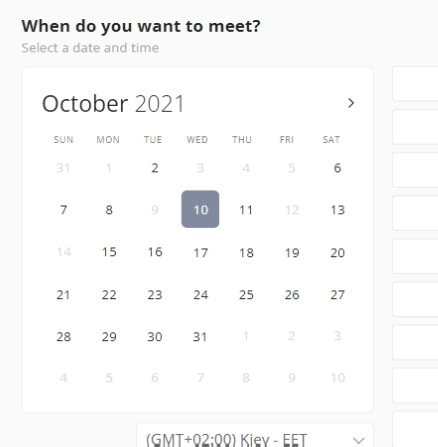 When do you want to meet?
Select a date and time
October 2021
SUN MON TUE WED THU FRI SAT
31 1 2 3 4 5 6
7 8 9 10 11 12 13
14 15 16 17 18 19 20
21 22 23 24 25 26 27
28 29 30 31 1 2 3
4 5 6 7 8 9 10
(GMT+02:00) Kiev - EET